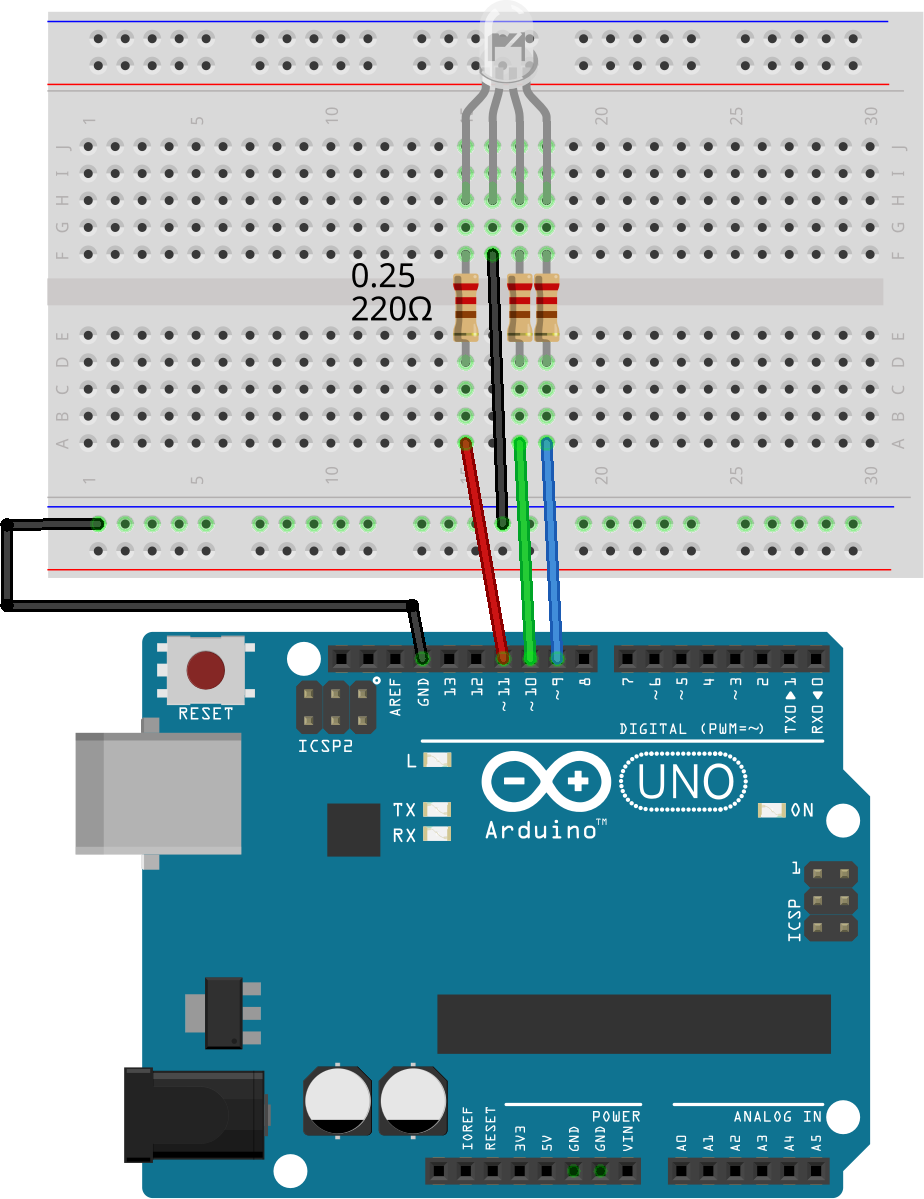 1 5 10 15 20 25 30
J J
I I
H H
G G
F F
0.25
220Ω
E E
D D
C C
B B
A A
1 5 10 15 20 25 30
RESET
ICSP2
AREF GND 13 12 ~11 ~10 ~9 8 7 ~6 ~5 4 ~3 2 TX0▶1 RX0◀0
DIGITAL (PWM=~)
L
TX
RX
UNO
Arduino™
ON
1
ICSP
POWER
ANALOG IN
IOREF RESET 3V3 5V GND GND VIN A0 A1 A2 A3 A4 A5